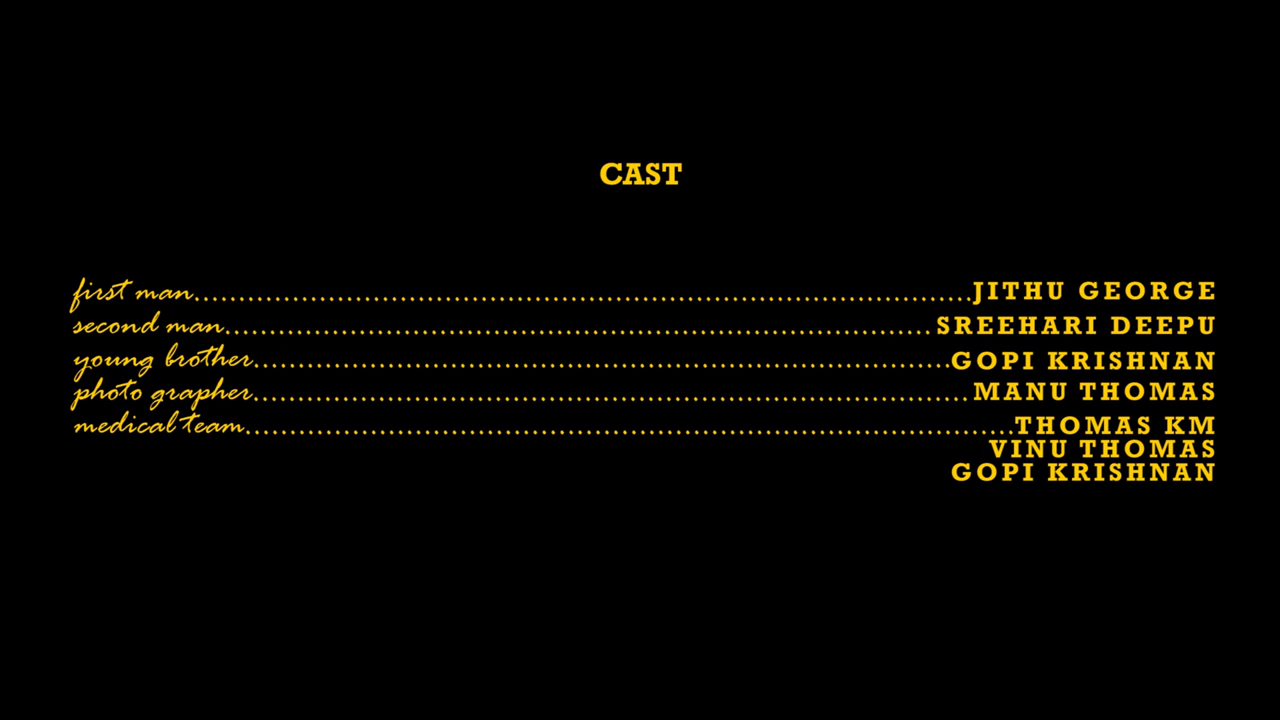 CAST
first man..........................................................................................JITHU GEORGE
second man..................................................................................SREEHARI DEEPU
young brother................................................................................GOPI KRISHNAN
photo grapher..................................................................................MANU THOMAS
medical team.........................................................................................THOMAS KM
VINU THOMAS
GOPI KRISHNAN